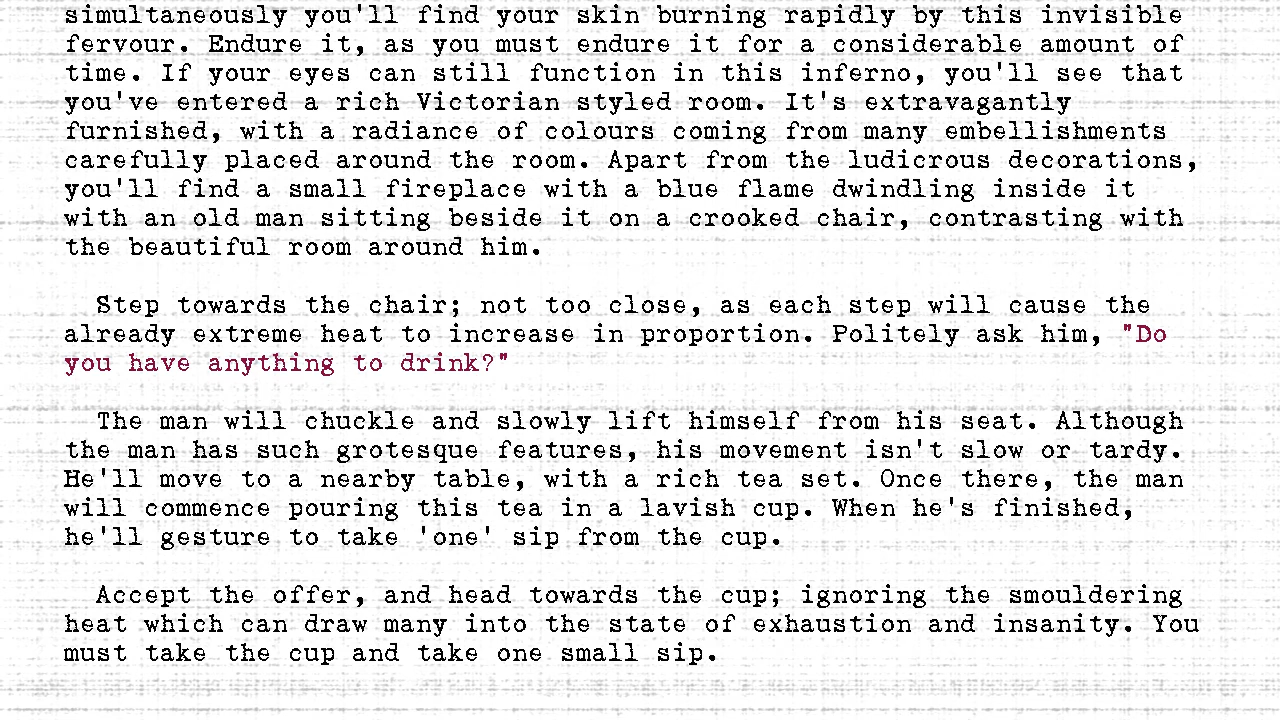 simultaneously you'll find your skin burning rapidly by this invisible
fervour. Endure it, as you must endure it for a considerable amount of
time. If your eyes can still function in this inferno, you'll see that
you've entered a rich Victorian styled room. It's extravagantly
furnished, with a radiance of colours coming from many embellishments
carefully placed around the room. Apart from the ludicrous decorations,
you'll find a small fireplace with a blue flame dwindling inside it
with an old man sitting beside it on a crooked chair, contrasting with
the beautiful room around him.
Step towards the chair; not too close, as each step will cause the
already extreme heat to increase in proportion. Politely ask him, "Do
you have anything to drink?"
The man will chuckle and slowly lift himself from his seat. Although
the man has such grotesque features, his movement isn't slow or tardy.
He'll move to a nearby table, with a rich tea set. Once there, the man
will commence pouring this tea in a lavish cup. When he's finished,
he'll gesture to take 'one' sip from the cup.
Accept the offer, and head towards the cup; ignoring the smouldering
heat which can draw many into the state of exhaustion and insanity. You
must take the cup and take one small sip.